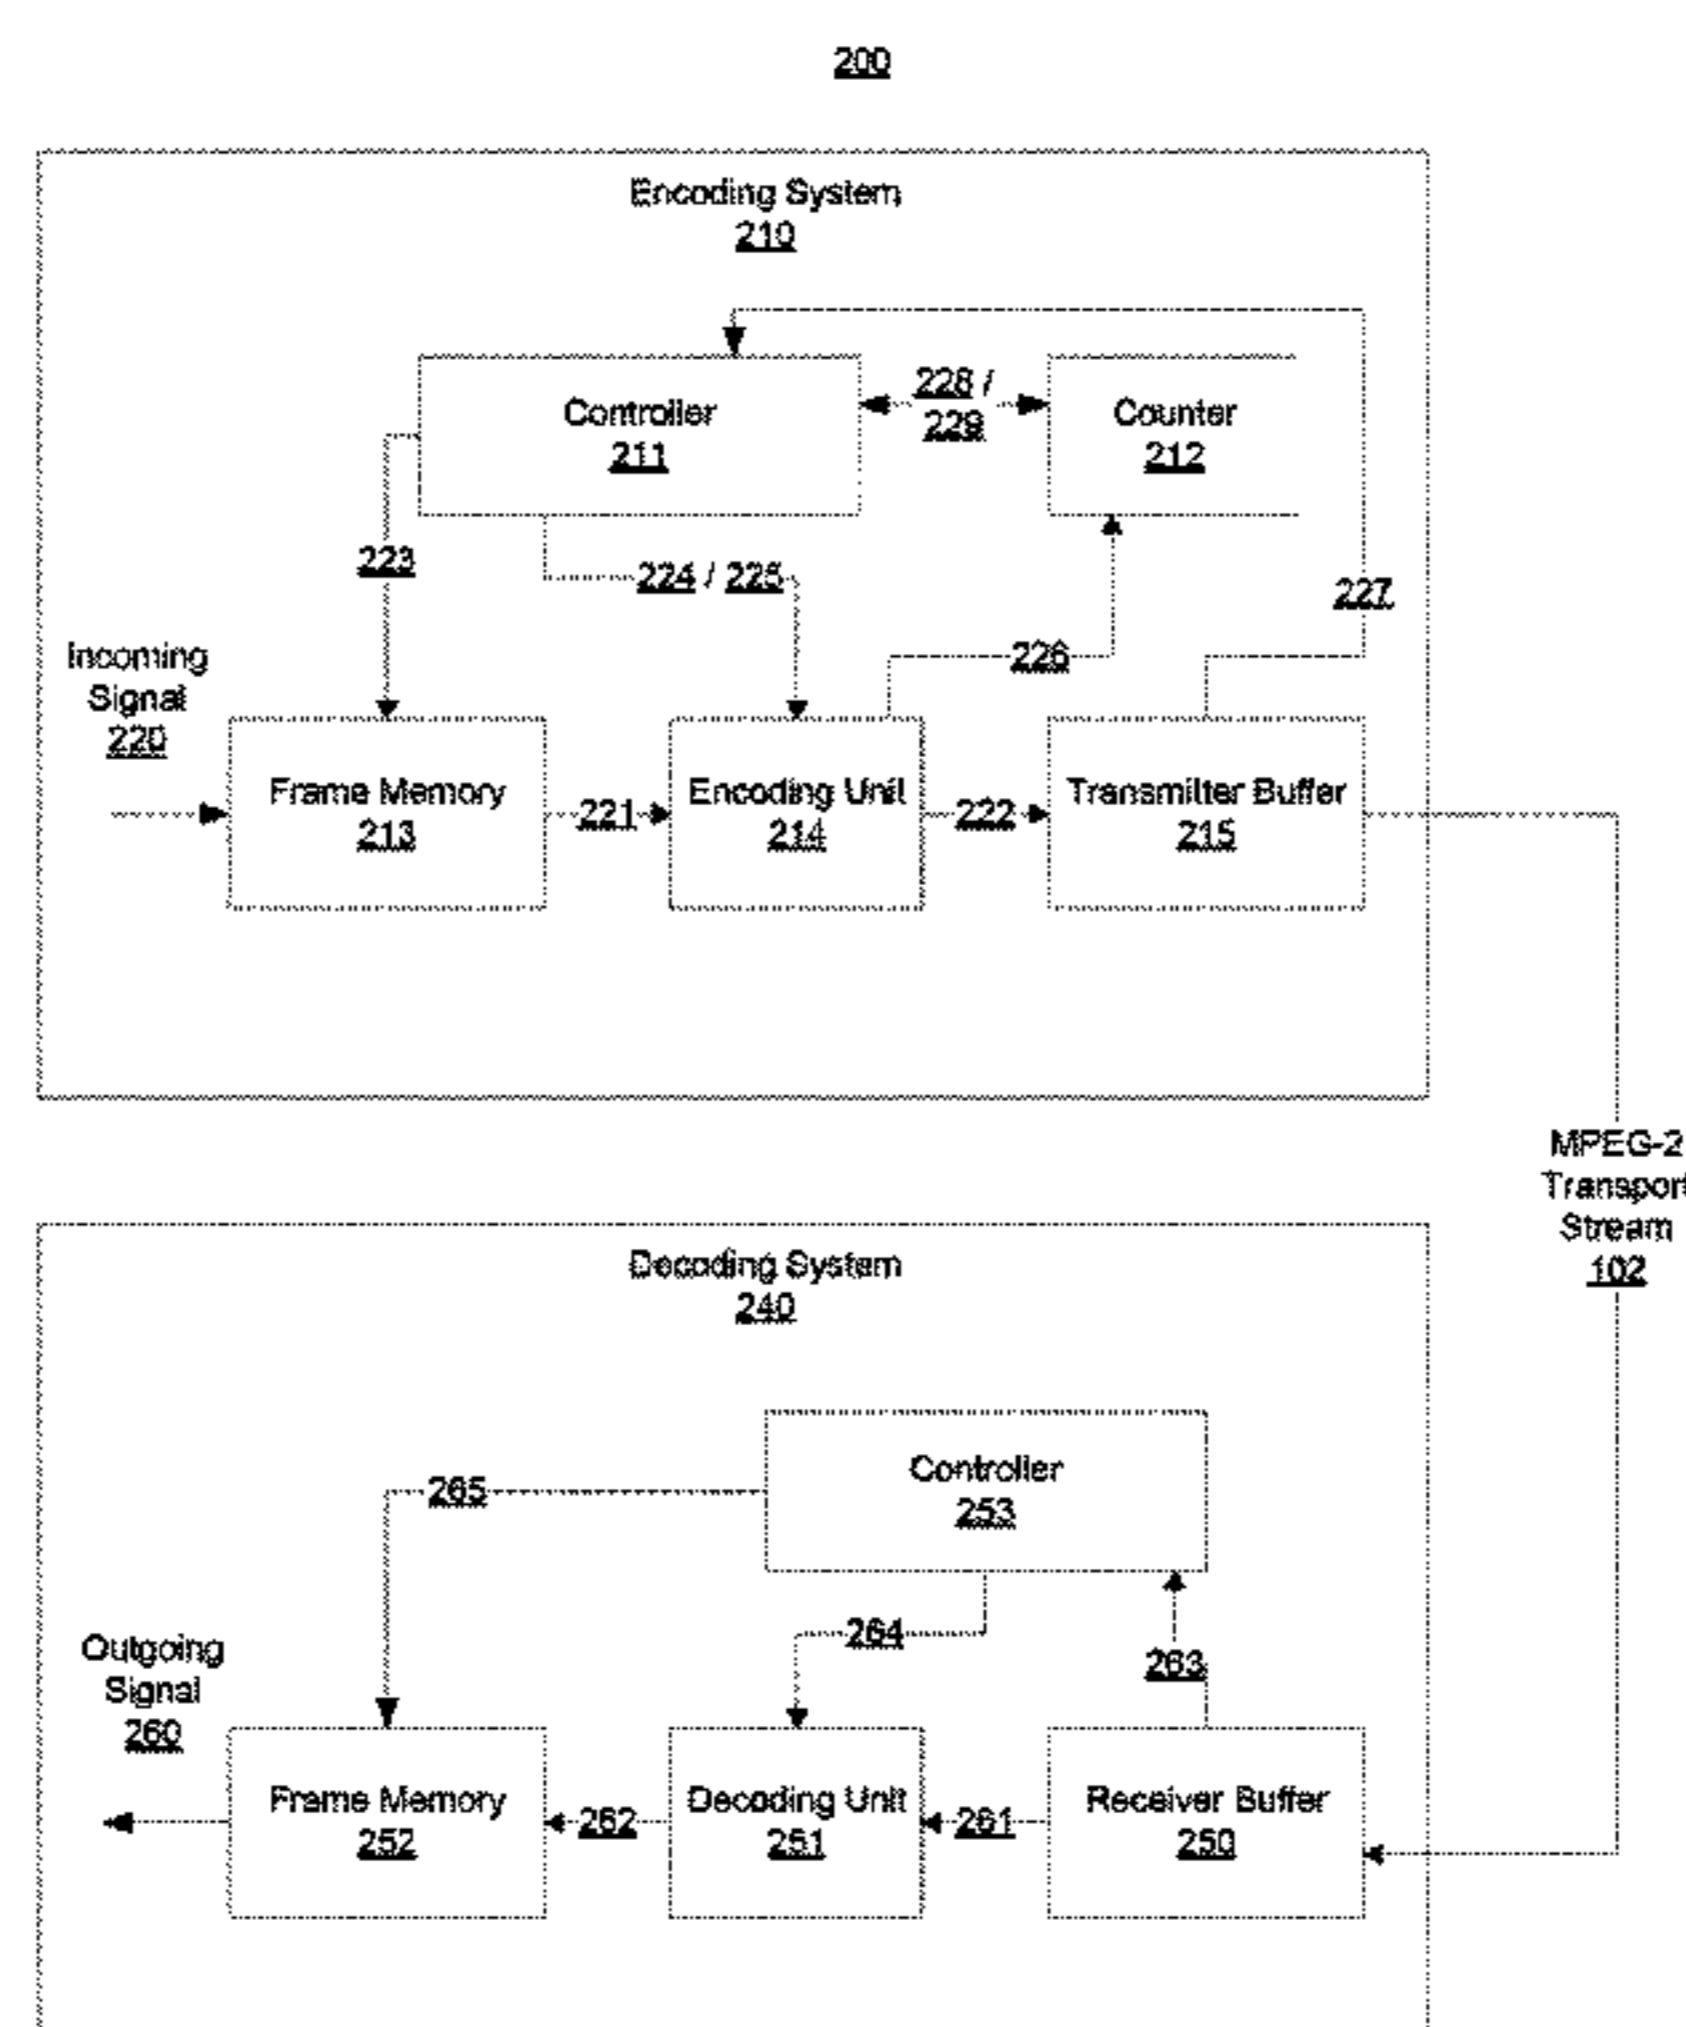 200
Encoding System
210
Controller
211
228 /
229
Counter
212
223
224 / 225
226
227
Incoming
Signal
220
Frame Memory
213
221
Encoding Unit
214
222
Transmitter Buffer
215
MPEG-2
Transport
Stream
102
Decoding System
240
Controller
253
265
264
263
Outgoing
Signal
260
Frame Memory
252
262
Decoding Unit
251
261
Receiver Buffer
250